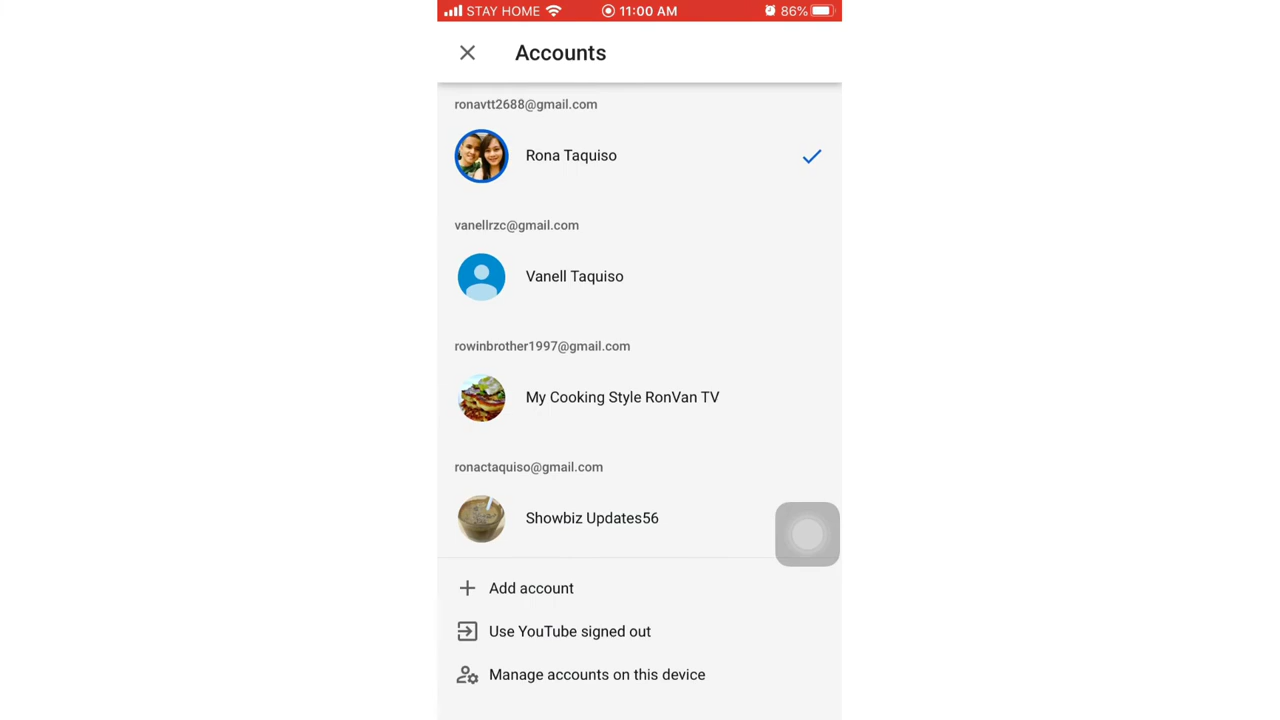 STAY HOME 11:00 AM 86%
Accounts
ronavtt2688@gmail.com
Rona Taquiso
vanellrzc@gmail.com
Vanell Taquiso
rowinbrother1997@gmail.com
My Cooking Style RonVan TV
ronactaquiso@gmail.com
Showbiz Updates56
Add account
Use YouTube signed out
Manage accounts on this device